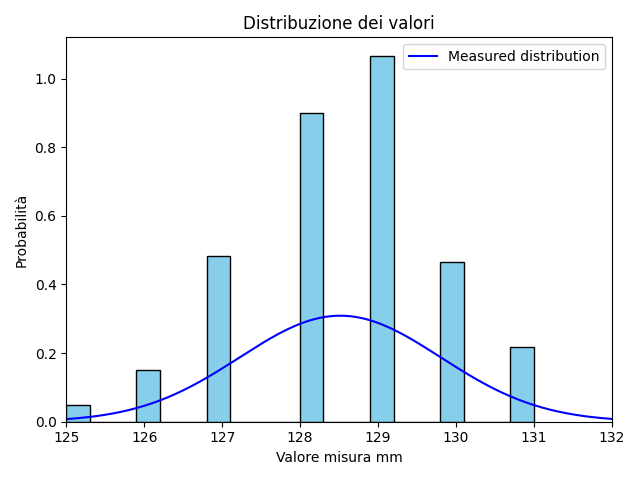 Distribuzione dei valori
Measured distribution
1.0
0.8
0.6
0.4
0.2
0.0
Probabilità
125 126 127 128 129 130 131 132
Valore misura mm